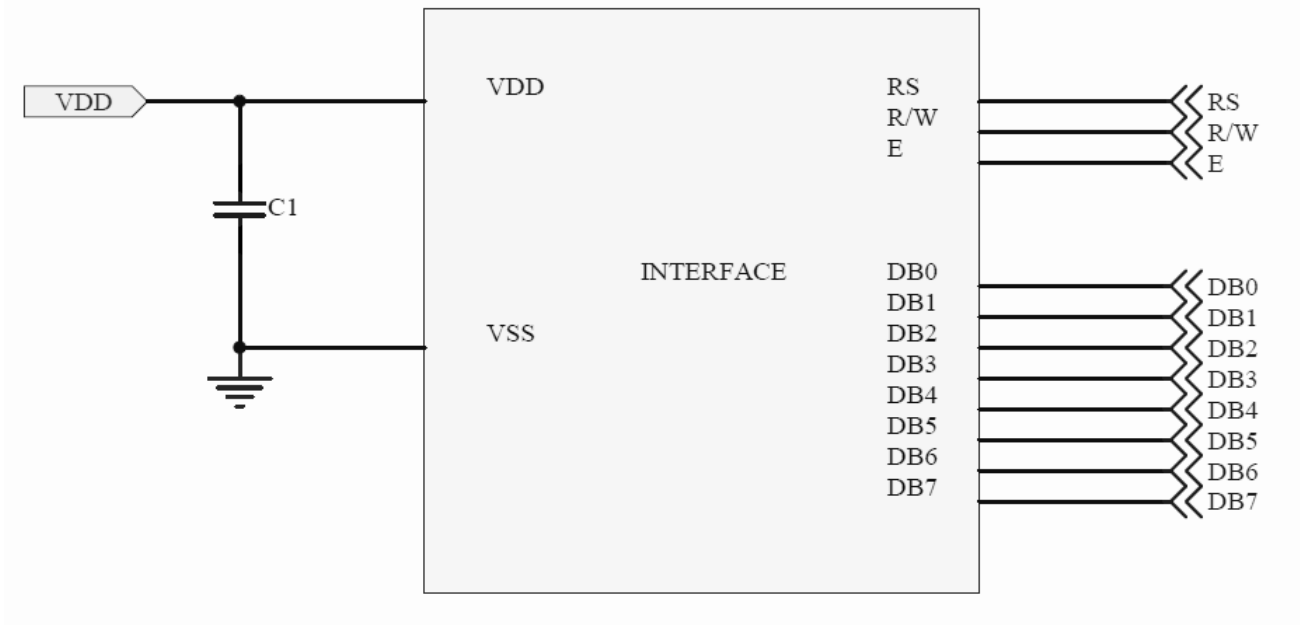 VDD
VDD
RS
RS
R/W
R/W
E
E
C1
INTERFACE
DB0
DB0
DB1
DB1
VSS
DB2
DB2
DB3
DB3
DB4
DB4
DB5
DB5
DB6
DB6
DB7
DB7